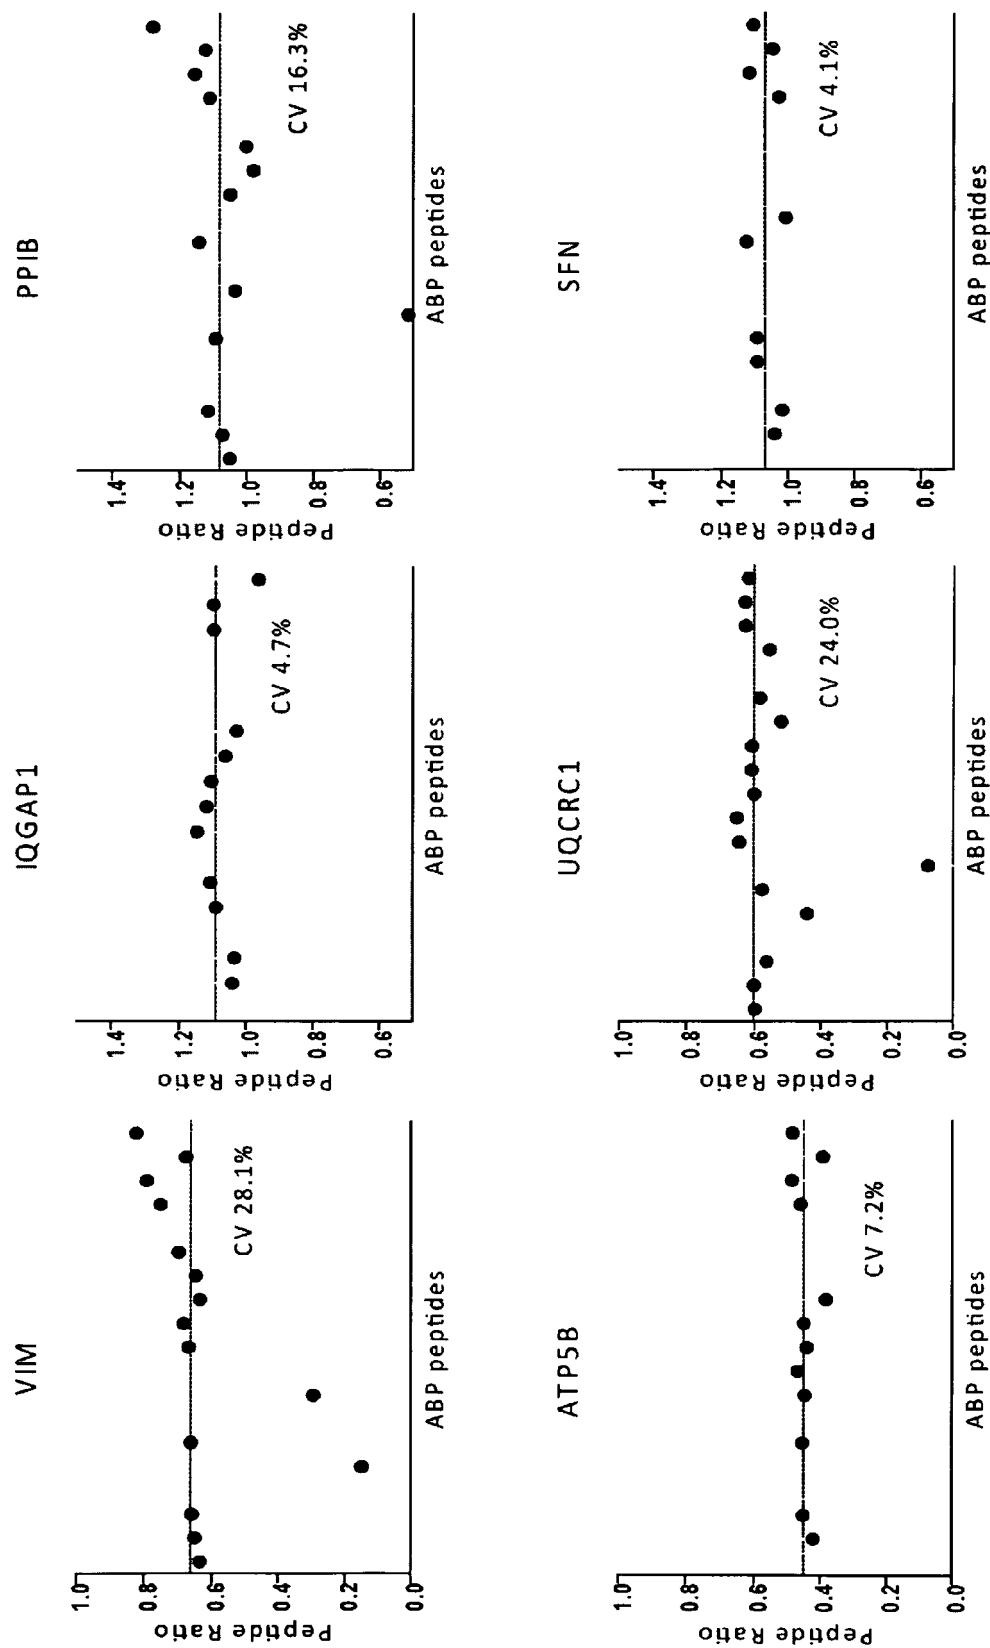 VIM
Peptide Ratio
1.0
0.8
0.6
0.4
0.2
0.0
CV 28.1%
ABP peptides
IQGAP1
Peptide Ratio
1.4
1.2
1.0
0.8
0.6
CV 4.7%
ABP peptides
PPIB
Peptide Ratio
1.4
1.2
1.0
0.8
0.6
CV 16.3%
ABP peptides
ATP5B
Peptide Ratio
1.0
0.8
0.6
0.4
0.2
0.0
CV 7.2%
ABP peptides
UQCRC1
Peptide Ratio
1.0
0.8
0.6
0.4
0.2
0.0
CV 24.0%
ABP peptides
SFN
Peptide Ratio
1.4
1.2
1.0
0.8
0.6
CV 4.1%
ABP peptides